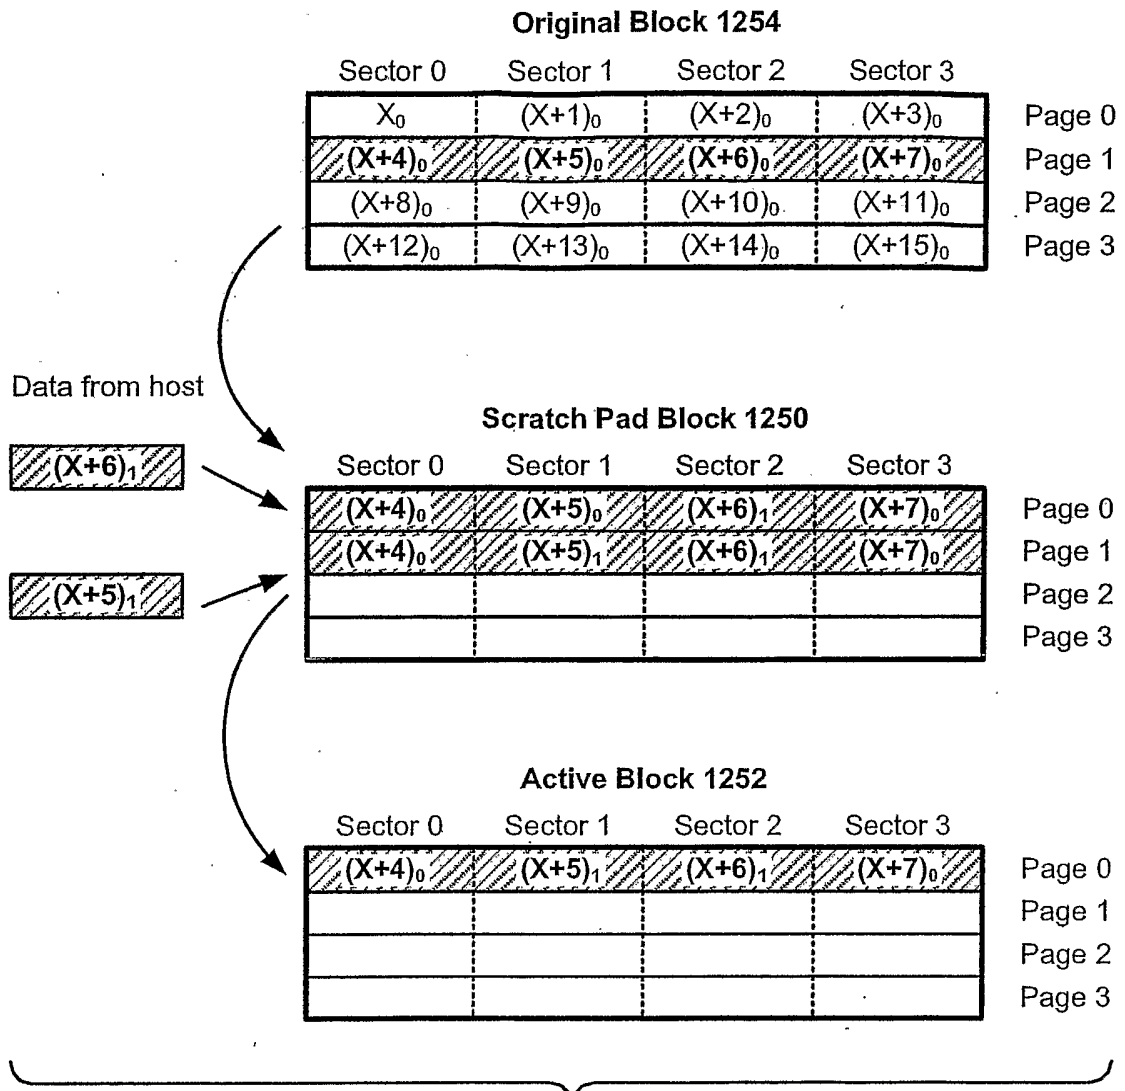 Original Block 1254
Sector 0 Sector 1 Sector 2 Sector 3
X₀ (X+1)₀ (X+2)₀ (X+3)₀ Page 0
(X+4)₀ (X+5)₀ (X+6)₀ (X+7)₀ Page 1
(X+8)₀ (X+9)₀ (X+10)₀ (X+11)₀ Page 2
(X+12)₀ (X+13)₀ (X+14)₀ (X+15)₀ Page 3
Data from host
(X+6)₁
(X+5)₁
Scratch Pad Block 1250
Sector 0 Sector 1 Sector 2 Sector 3
(X+4)₀ (X+5)₀ (X+6)₁ (X+7)₀ Page 0
(X+4)₀ (X+5)₁ (X+6)₁ (X+7)₀ Page 1
Page 2
Page 3
Active Block 1252
Sector 0 Sector 1 Sector 2 Sector 3
(X+4)₀ (X+5)₁ (X+6)₁ (X+7)₀ Page 0
Page 1
Page 2
Page 3